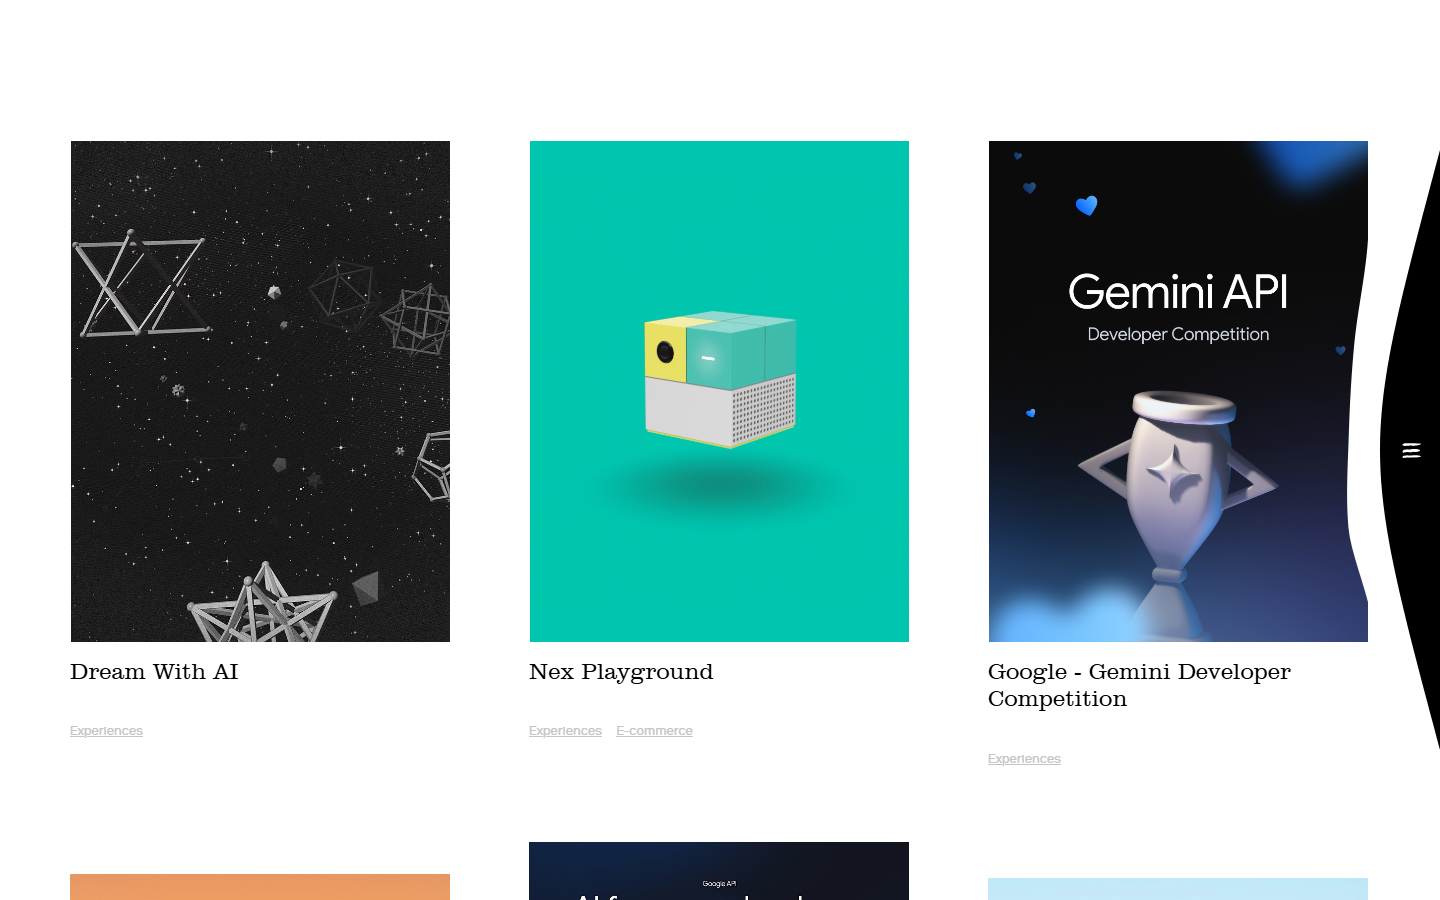 Gemini API
Developer Competition
Dream With AI
Nex Playground
Google - Gemini Developer
Competition
Experiences
Experiences E-commerce
Experiences
Google API